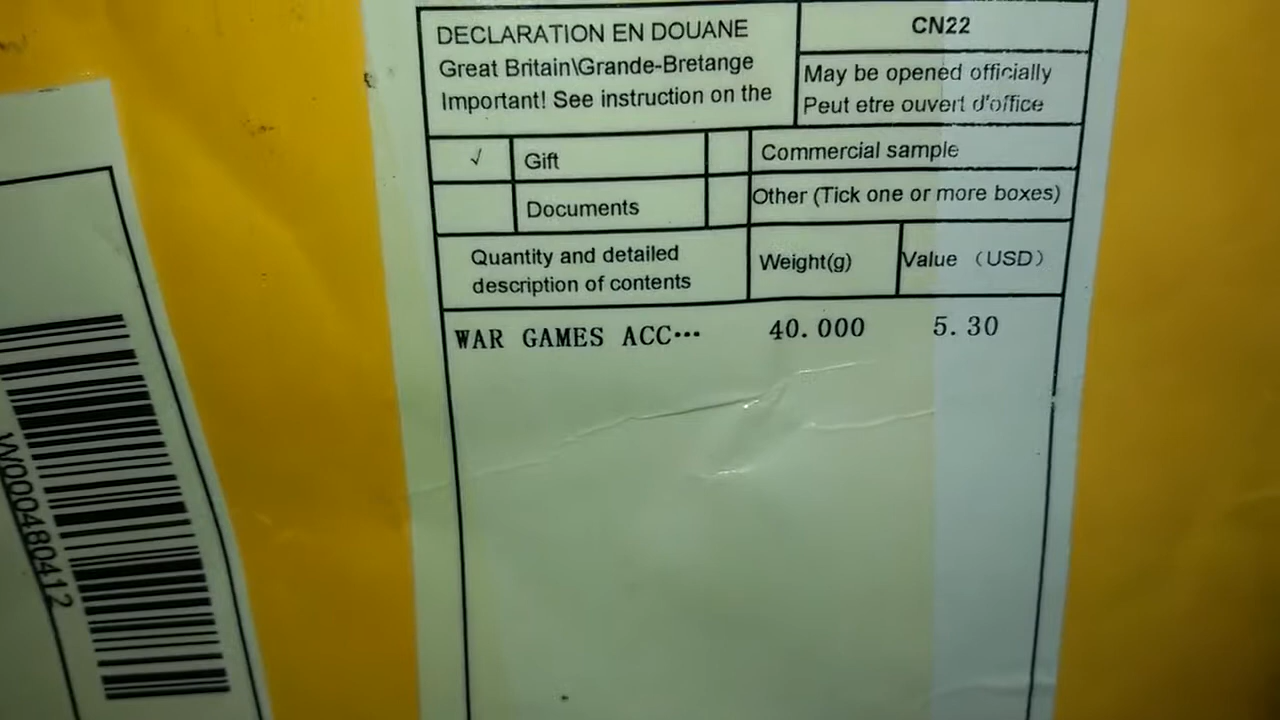 DECLARATION EN DOUANE
Great Britain\Grande-Bretange
Important! See instruction on the
CN22
May be opened officially
Peut etre ouvert d'office
√ Gift
Commercial sample
Documents
Other (Tick one or more boxes)
Quantity and detailed
description of contents
Weight(g)
Value （USD）
WAR GAMES ACC… 40.000 5.30
W000480412